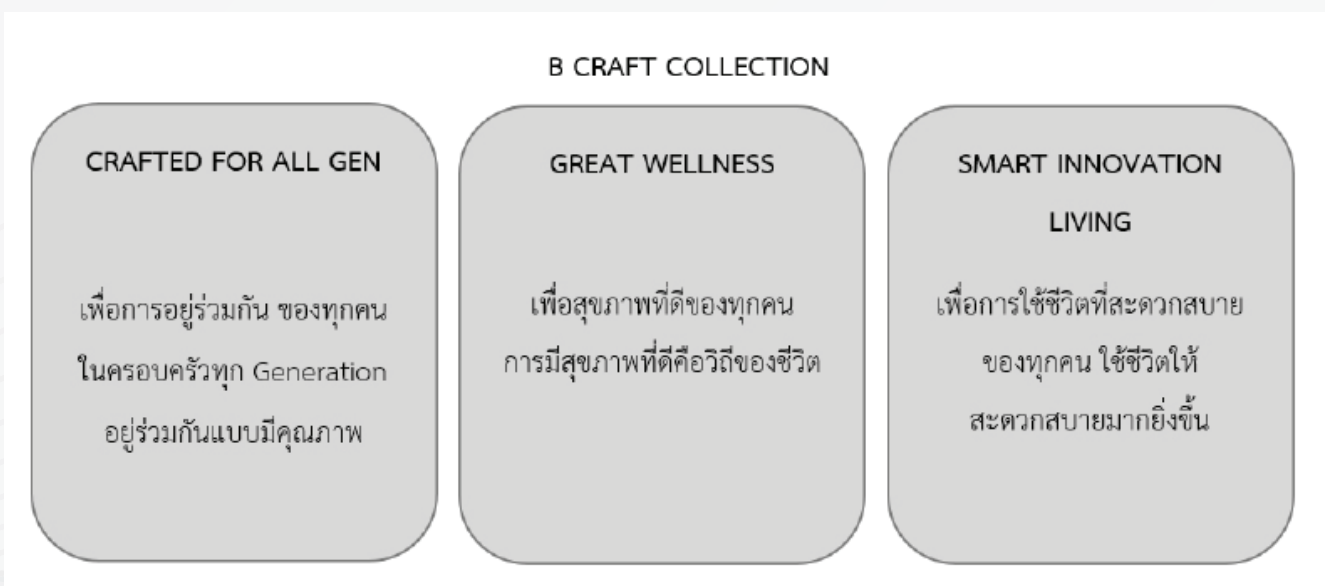 B CRAFT COLLECTION
CRAFTED FOR ALL GEN
เพื่อการอยู่ร่วมกัน ของทุกคน
ในครอบครัวทุก Generation
อยู่ร่วมกันแบบมีคุณภาพ
GREAT WELLNESS
เพื่อสุขภาพที่ดีของทุกคน
การมีสุขภาพที่ดีคือวิถีของชีวิต
SMART INNOVATION
LIVING
เพื่อการใช้ชีวิตที่สะดวกสบาย
ของทุกคน ใช้ชีวิตให้
สะดวกสบายมากยิ่งขึ้น